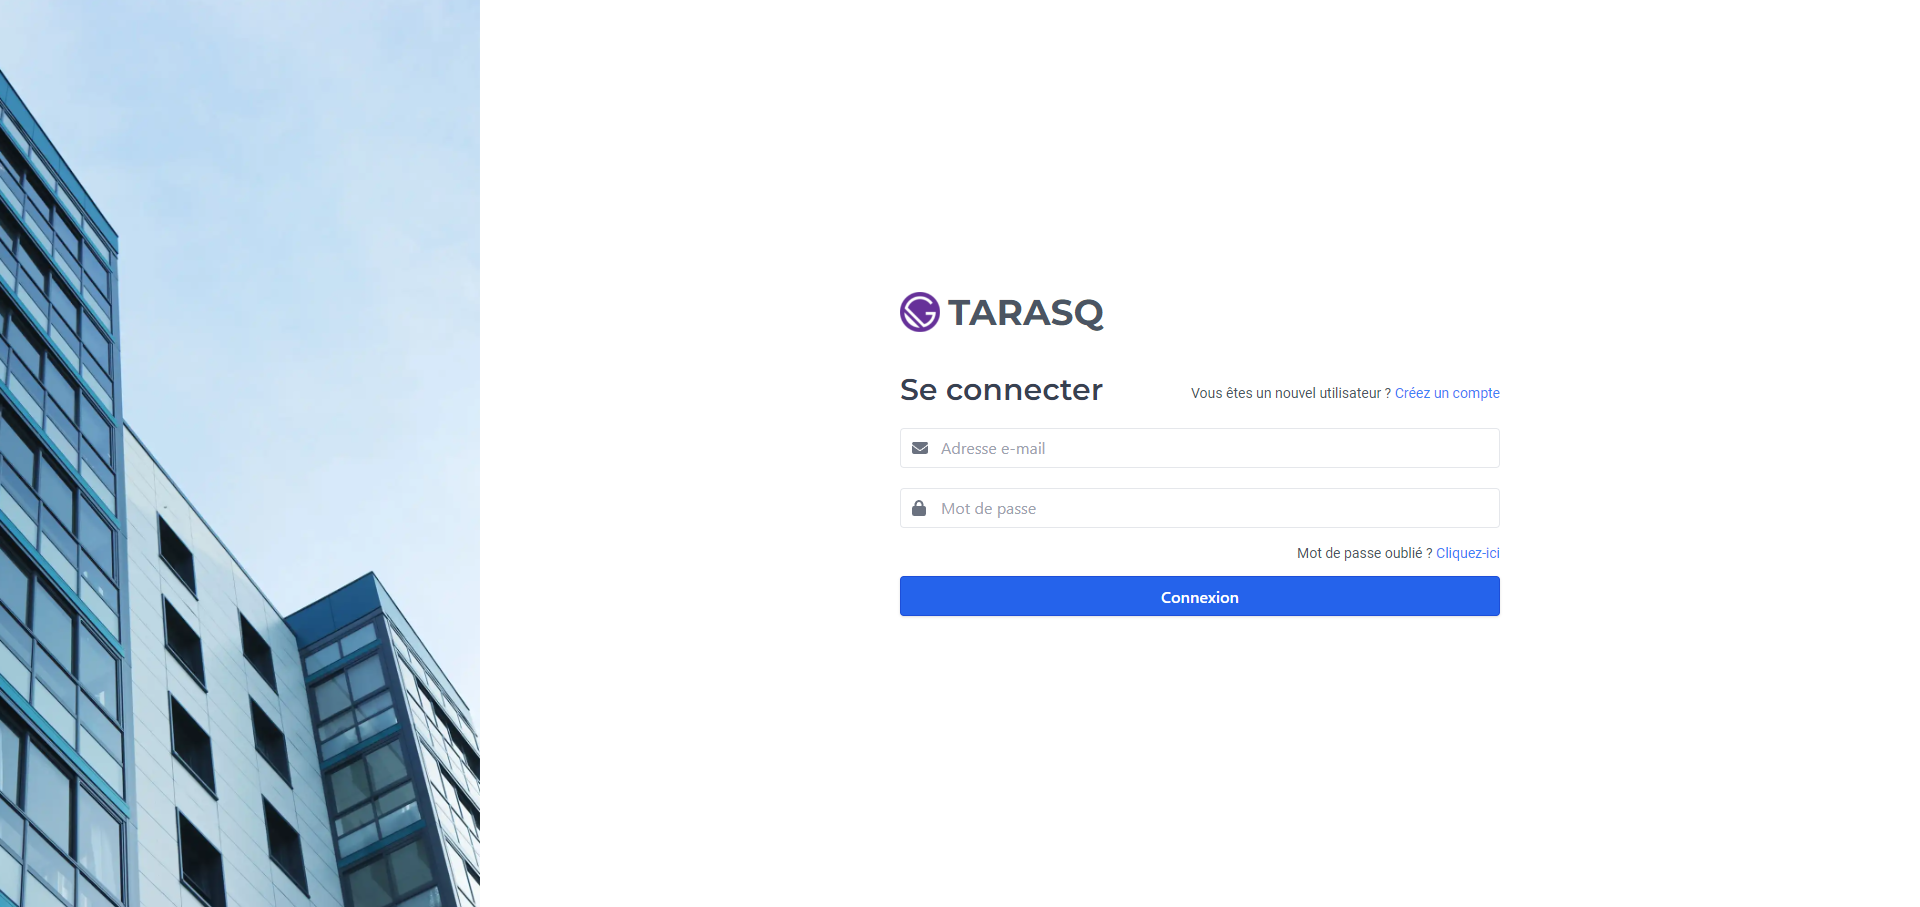 TARASQ
Se connecter
Vous êtes un nouvel utilisateur ? Créez un compte
Adresse e-mail
Mot de passe
Mot de passe oublié ? Cliquez-ici
Connexion